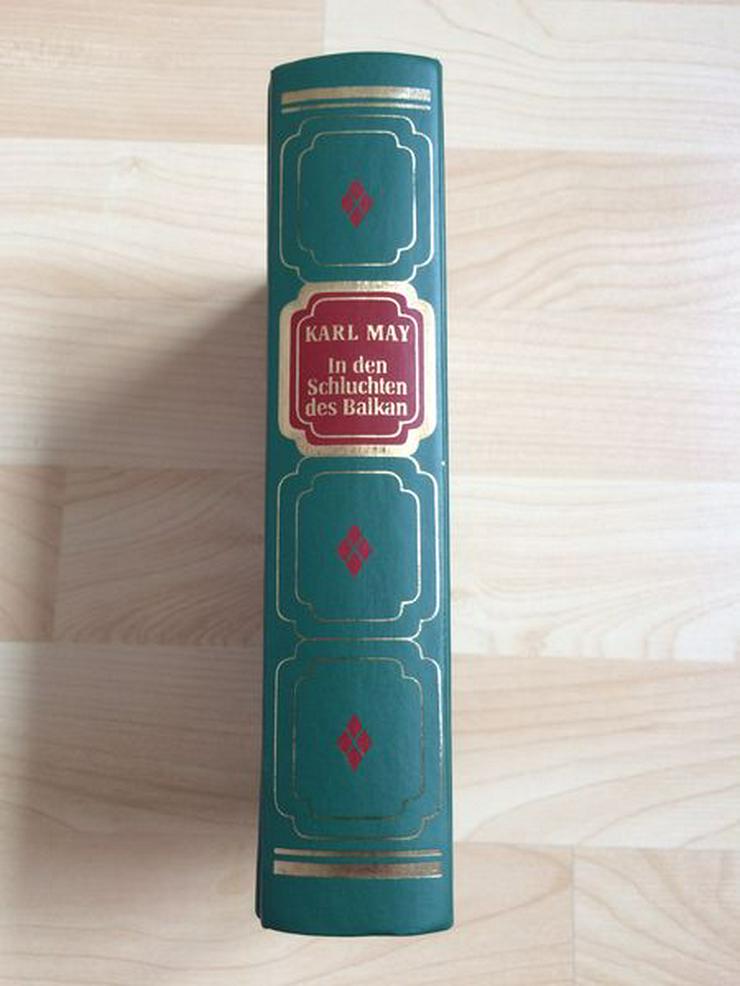 KARL MAY
In den
Schluchten
des Balkan